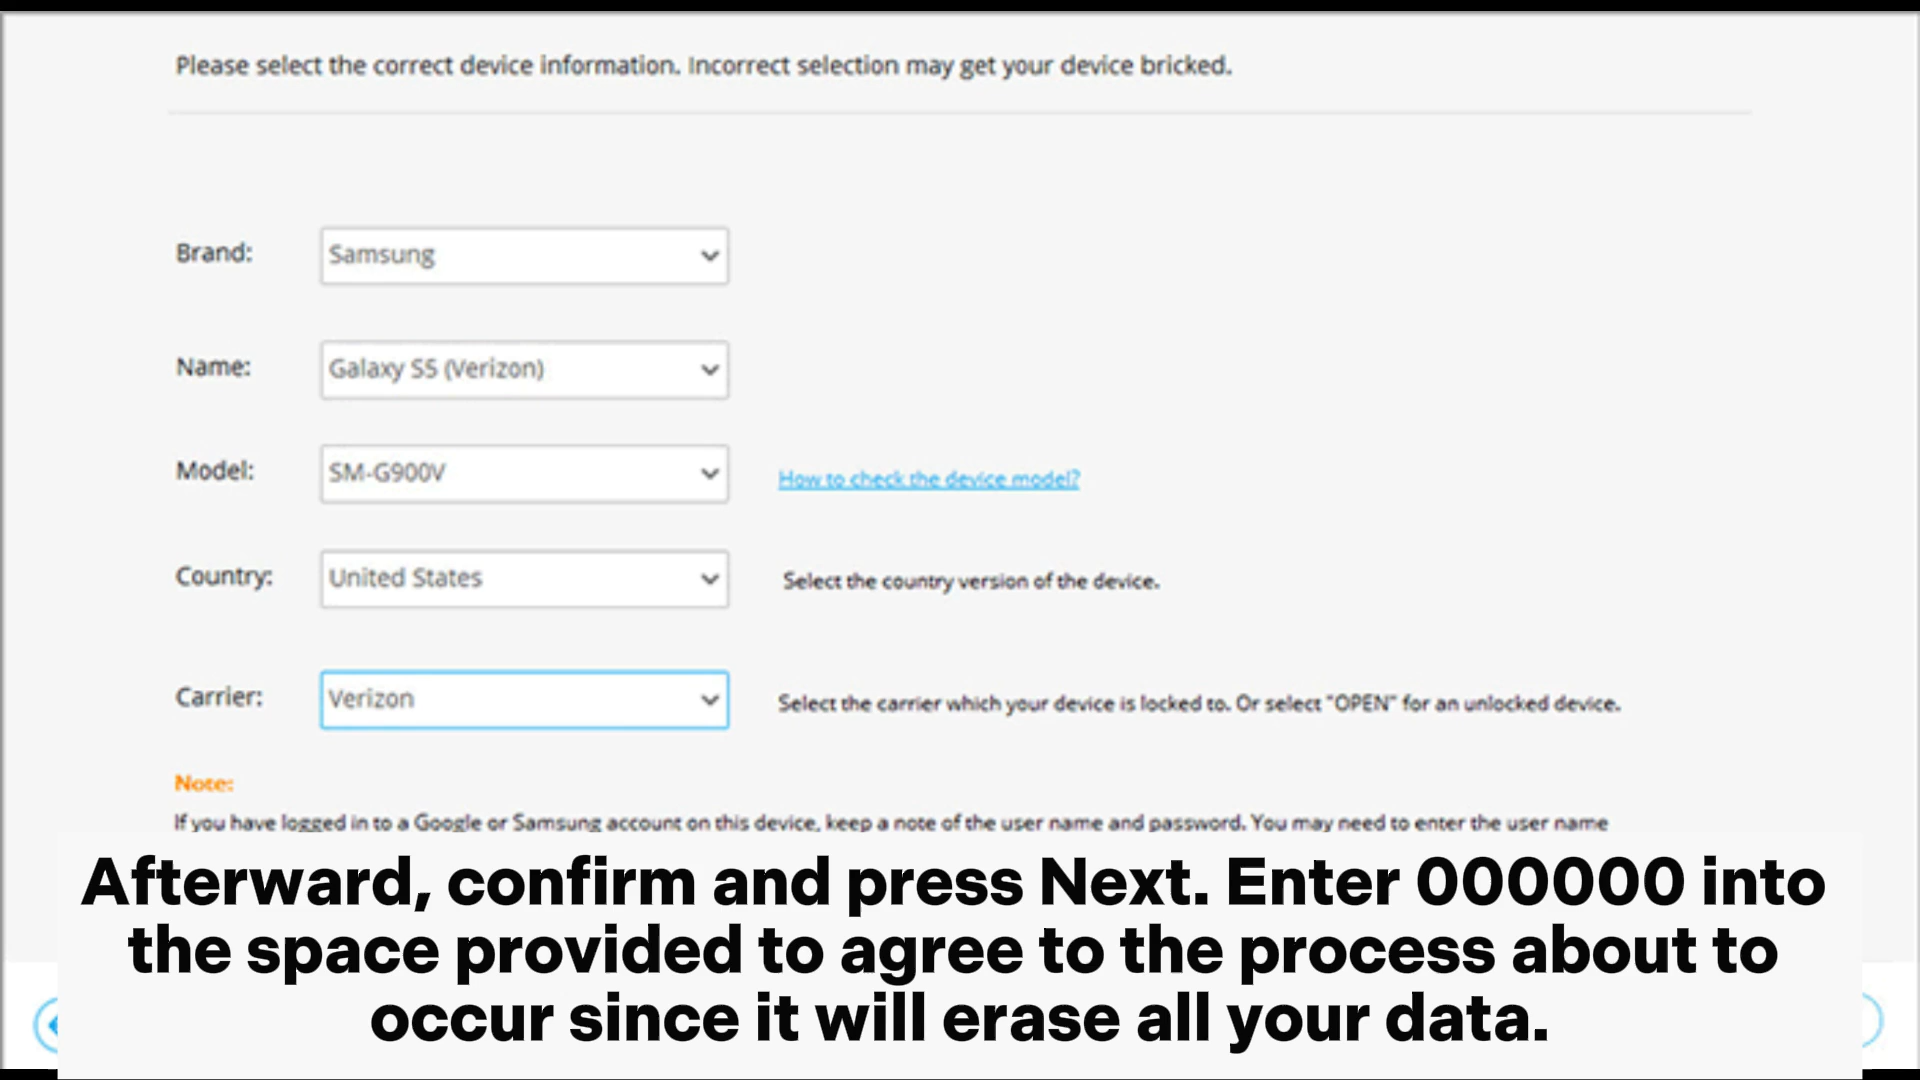 Please select the correct device information. Incorrect selection may get your device bricked.
Brand: Samsung
Name: Galaxy S5 (Verizon)
Model: SM-G900V How to check the device model?
Country: United States Select the country version of the device.
Carrier: Verizon Select the carrier which your device is locked to. Or select "OPEN" for an unlocked device.
Note:
If you have logged in to a Google or Samsung account on this device, keep a note of the user name and password. You may need to enter the user name
Afterward, confirm and press Next. Enter 000000 into
the space provided to agree to the process about to
occur since it will erase all your data.